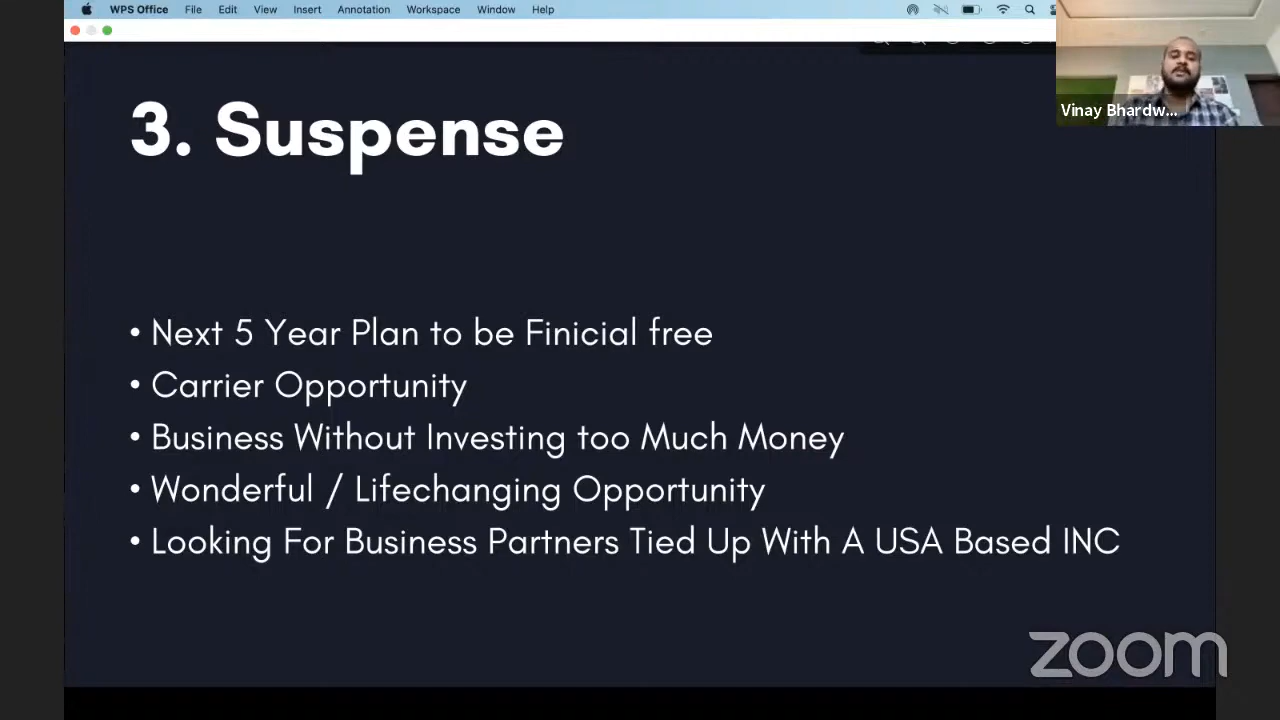 WPS Office File Edit View Insert Annotation Workspace Window Help
Vinay Bhardw...
3. Suspense
• Next 5 Year Plan to be Finicial free
• Carrier Opportunity
• Business Without Investing too Much Money
• Wonderful / Lifechanging Opportunity
• Looking For Business Partners Tied Up With A USA Based INC
zoom